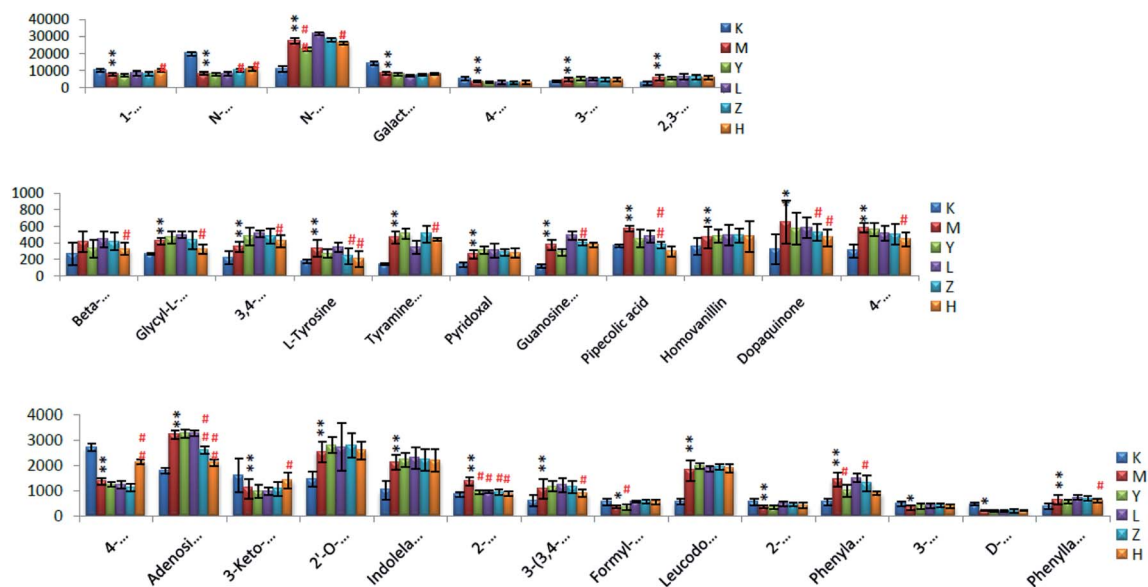 40000
30000
20000
10000
0
** ** ** # # ** ** ** **
# # # # #
1-... N-... N-... Galact... 4-... 3-... 2,3-...
K
M
Y
L
Z
H
1000
800
600
400
200
0
Beta-... Glycyl-L-... 3,4-... L-Tyrosine Tyramine... Pyridoxal Guanosine... Pipecolic acid Homovanillin Dopaquinone 4-...
K
M
Y
L
Z
H
4000
3000
2000
1000
0
4-... Adenosi... 3-Keto-... 2'-O-... Indolela... 2-... 3-(3,4-... Formyl-... Leucodo... 2-... Phenyla... 3-... D-... Phenylla...
K
M
Y
L
Z
H